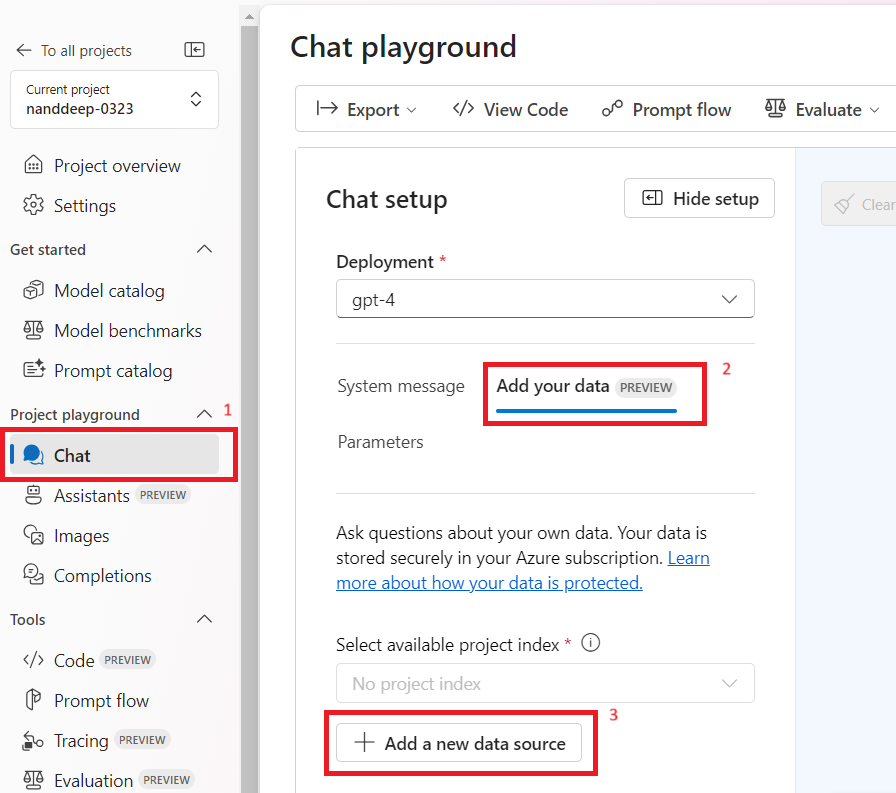 To all projects
Current project
nanddeep-0323
Project overview
Settings
Get started
Model catalog
Model benchmarks
Prompt catalog
Project playground
1
Chat
Assistants PREVIEW
Images
Completions
Tools
Code PREVIEW
Prompt flow
Tracing PREVIEW
Evaluation PREVIEW
Chat playground
Export
View Code
Prompt flow
Evaluate
Chat setup
Hide setup
Deployment *
gpt-4
System message
Add your data PREVIEW
2
Parameters
Ask questions about your own data. Your data is
stored securely in your Azure subscription. Learn
more about how your data is protected.
Select available project index *
No project index
3
Add a new data source